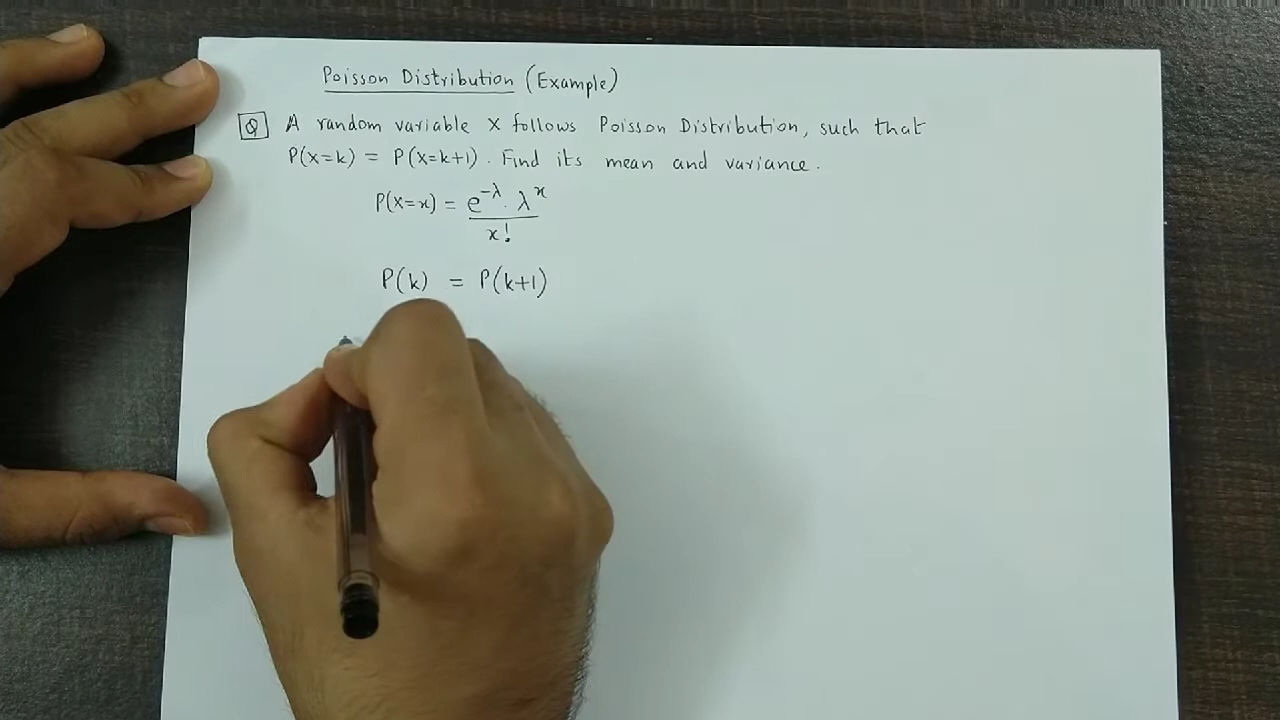 Poisson Distribution (Example)
Q A random variable X follows Poisson Distribution, such that
P(X=k) = P(X=k+1). Find its mean and variance.
P(X=x) = e^{-λ} · λ^x / x!
P(k) = P(k+1)